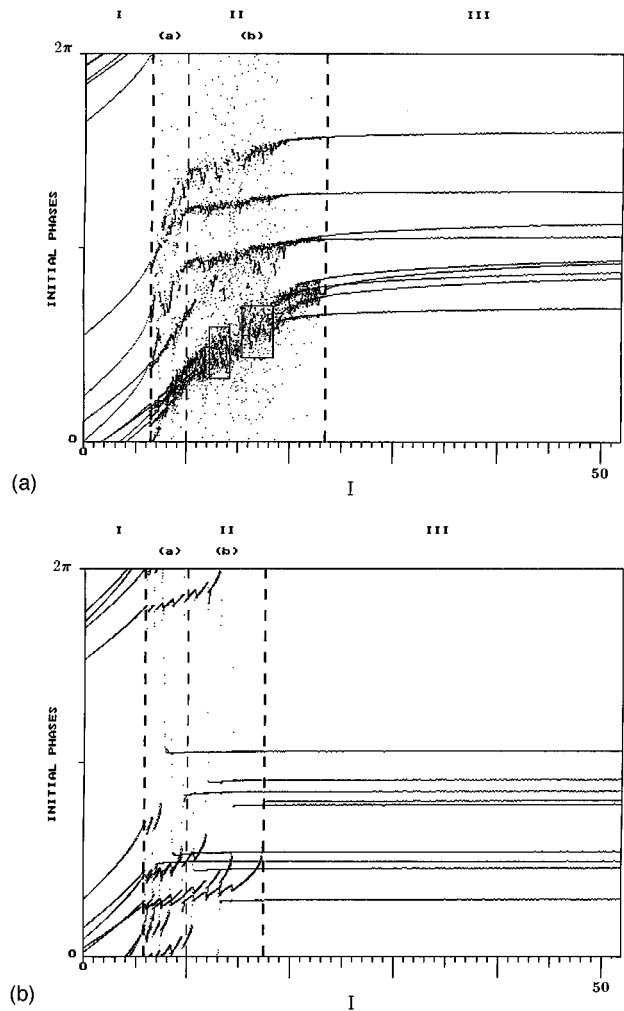 I II III
(a) (b)
2π
INITIAL PHASES
0
0 50
I
(a)
I II III
(a) (b)
2π
INITIAL PHASES
0
0 50
I
(b)